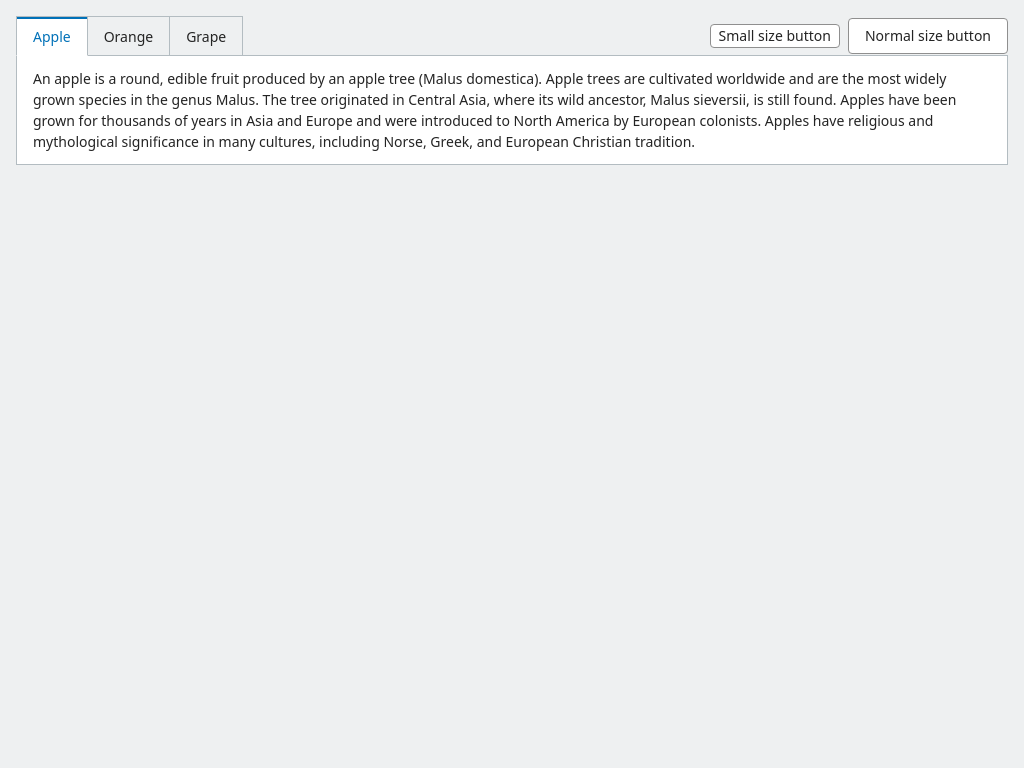 Apple
Orange
Grape
Small size button
Normal size button
An apple is a round, edible fruit produced by an apple tree (Malus domestica). Apple trees are cultivated worldwide and are the most widely
grown species in the genus Malus. The tree originated in Central Asia, where its wild ancestor, Malus sieversii, is still found. Apples have been
grown for thousands of years in Asia and Europe and were introduced to North America by European colonists. Apples have religious and
mythological significance in many cultures, including Norse, Greek, and European Christian tradition.